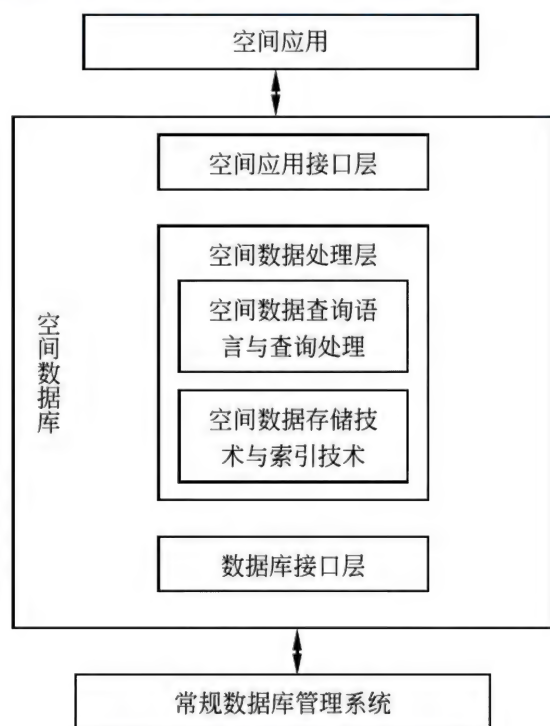 空间应用
空间应用接口层
空间数据处理层
空间数据查询语
言与查询处理
空间数据库
空间数据存储技
术与索引技术
数据库接口层
常规数据库管理系统